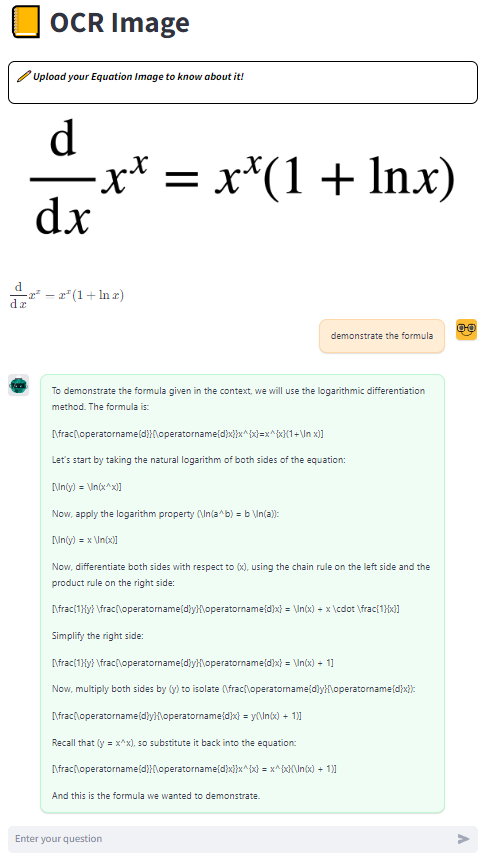 OCR Image
Upload your Equation Image to know about it!
d/dx x^x = x^x(1 + lnx)
d/dx x^x = x^x(1 + ln x)
demonstrate the formula
To demonstrate the formula given in the context, we will use the logarithmic differentiation
method. The formula is:
[\frac{\operatorname{d}}{\operatorname{d}x}}x^{x}=x^{x}(1+\ln x)]
Let's start by taking the natural logarithm of both sides of the equation:
[\ln(y) = \ln(x^x)]
Now, apply the logarithm property (\ln(a^b) = b \ln(a)):
[\ln(y) = x \ln(x)]
Now, differentiate both sides with respect to (x), using the chain rule on the left side and the
product rule on the right side:
[\frac{1}{y} \frac{\operatorname{d}y}{\operatorname{d}x} = \ln(x) + x \cdot \frac{1}{x}]
Simplify the right side:
[\frac{1}{y} \frac{\operatorname{d}y}{\operatorname{d}x} = \ln(x) + 1]
Now, multiply both sides by (y) to isolate (\frac{\operatorname{d}y}{\operatorname{d}x}):
[\frac{\operatorname{d}y}{\operatorname{d}x} = y(\ln(x) + 1)]
Recall that (y = x^x), so substitute it back into the equation:
[\frac{\operatorname{d}}{\operatorname{d}x}}x^{x} = x^{x}(\ln(x) + 1)]
And this is the formula we wanted to demonstrate.
Enter your question